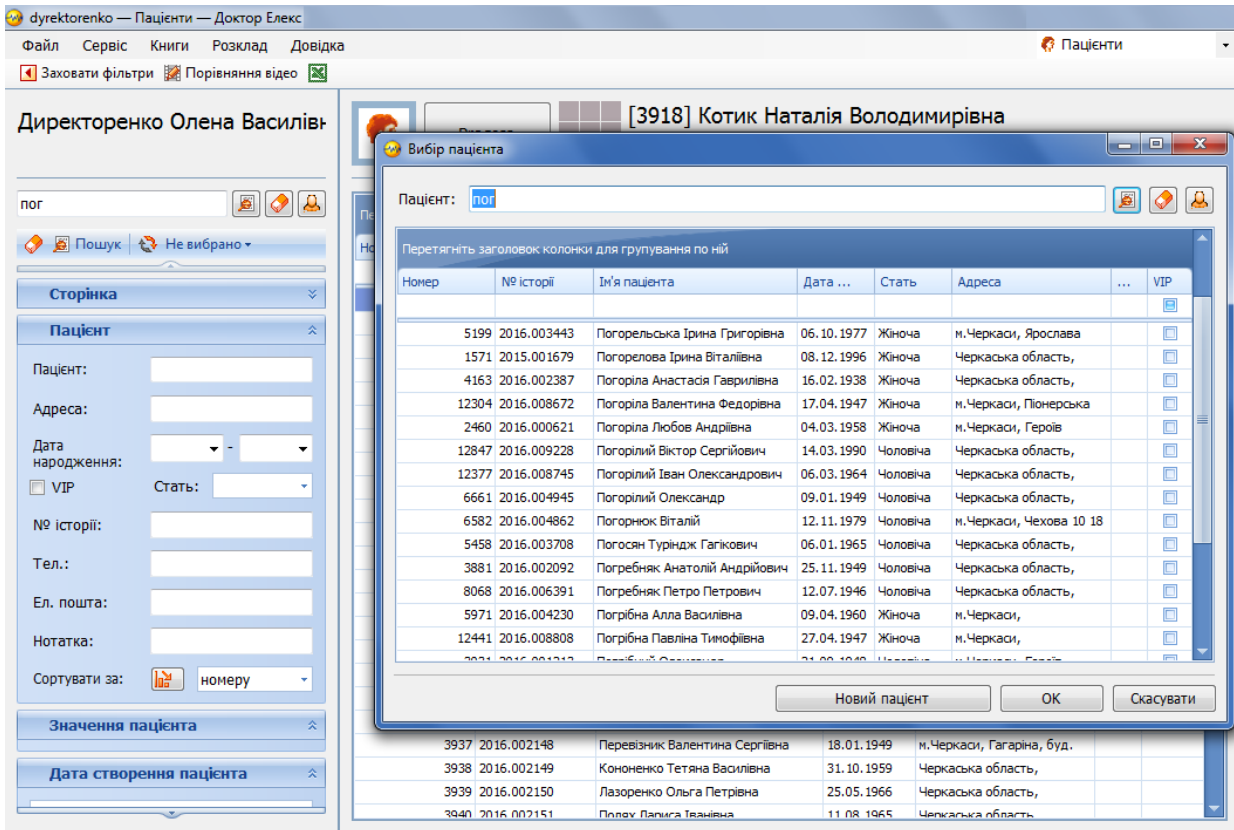 dyrektorenko — Пацієнти — Доктор Елекс
Файл Сервіс Книги Розклад Довідка Пацієнти
Заховати фільтри Порівняння відео
Директоренко Олена Василівн
[3918] Котик Наталія Володимирівна
Вибір пацієнта
пог
Пацієнт: пог
Пошук Не вибрано
Перетягніть заголовок колонки для групування по ній
Номер № історії Ім'я пацієнта Дата ... Стать Адреса ... VIP
Сторінка
Пацієнт
Пацієнт:
Адреса:
Дата народження: -
VIP Стать:
№ історії:
Тел.:
Ел. пошта:
Нотатка:
Сортувати за: номеру
Значення пацієнта
Дата створення пацієнта
5199 2016.003443 Погорельська Ірина Григорівна 06.10.1977 Жіноча м.Черкаси, Ярослава
1571 2015.001679 Погорєлова Ірина Віталіївна 08.12.1996 Жіноча Черкаська область,
4163 2016.002387 Погоріла Анастасія Гаврилівна 16.02.1938 Жіноча Черкаська область,
12304 2016.008672 Погоріла Валентина Федорівна 17.04.1947 Жіноча м.Черкаси, Піонерська
2460 2016.000621 Погоріла Любов Андріївна 04.03.1958 Жіноча м.Черкаси, Героїв
12847 2016.009228 Погорілий Віктор Сергійович 14.03.1990 Чоловіча Черкаська область,
12377 2016.008745 Погорілий Іван Олександрович 06.03.1964 Чоловіча Черкаська область,
6661 2016.004945 Погорілий Олександр 09.01.1949 Чоловіча Черкаська область,
6582 2016.004862 Погорнюк Віталій 12.11.1979 Чоловіча м.Черкаси, Чехова 10 18
5458 2016.003708 Погосян Туріндж Гагікович 06.01.1965 Чоловіча Черкаська область,
3881 2016.002092 Погребняк Анатолій Андрійович 25.11.1949 Чоловіча Черкаська область,
8068 2016.006391 Погребняк Петро Петрович 12.07.1946 Чоловіча Черкаська область,
5971 2016.004230 Погрібна Алла Василівна 09.04.1960 Жіноча м.Черкаси,
12441 2016.008808 Погрібна Павліна Тимофіївна 27.04.1947 Жіноча м.Черкаси,
Новий пацієнт ОК Скасувати
3937 2016.002148 Перевізник Валентина Сергіївна 18.01.1949 м.Черкаси, Гагаріна, буд.
3938 2016.002149 Кононенко Тетяна Василівна 31.10.1959 Черкаська область,
3939 2016.002150 Лазоренко Ольга Петрівна 25.05.1966 Черкаська область,
3940 2016.002151 Полях Лариса Іванівна 11.08.1965 Черкаська область,